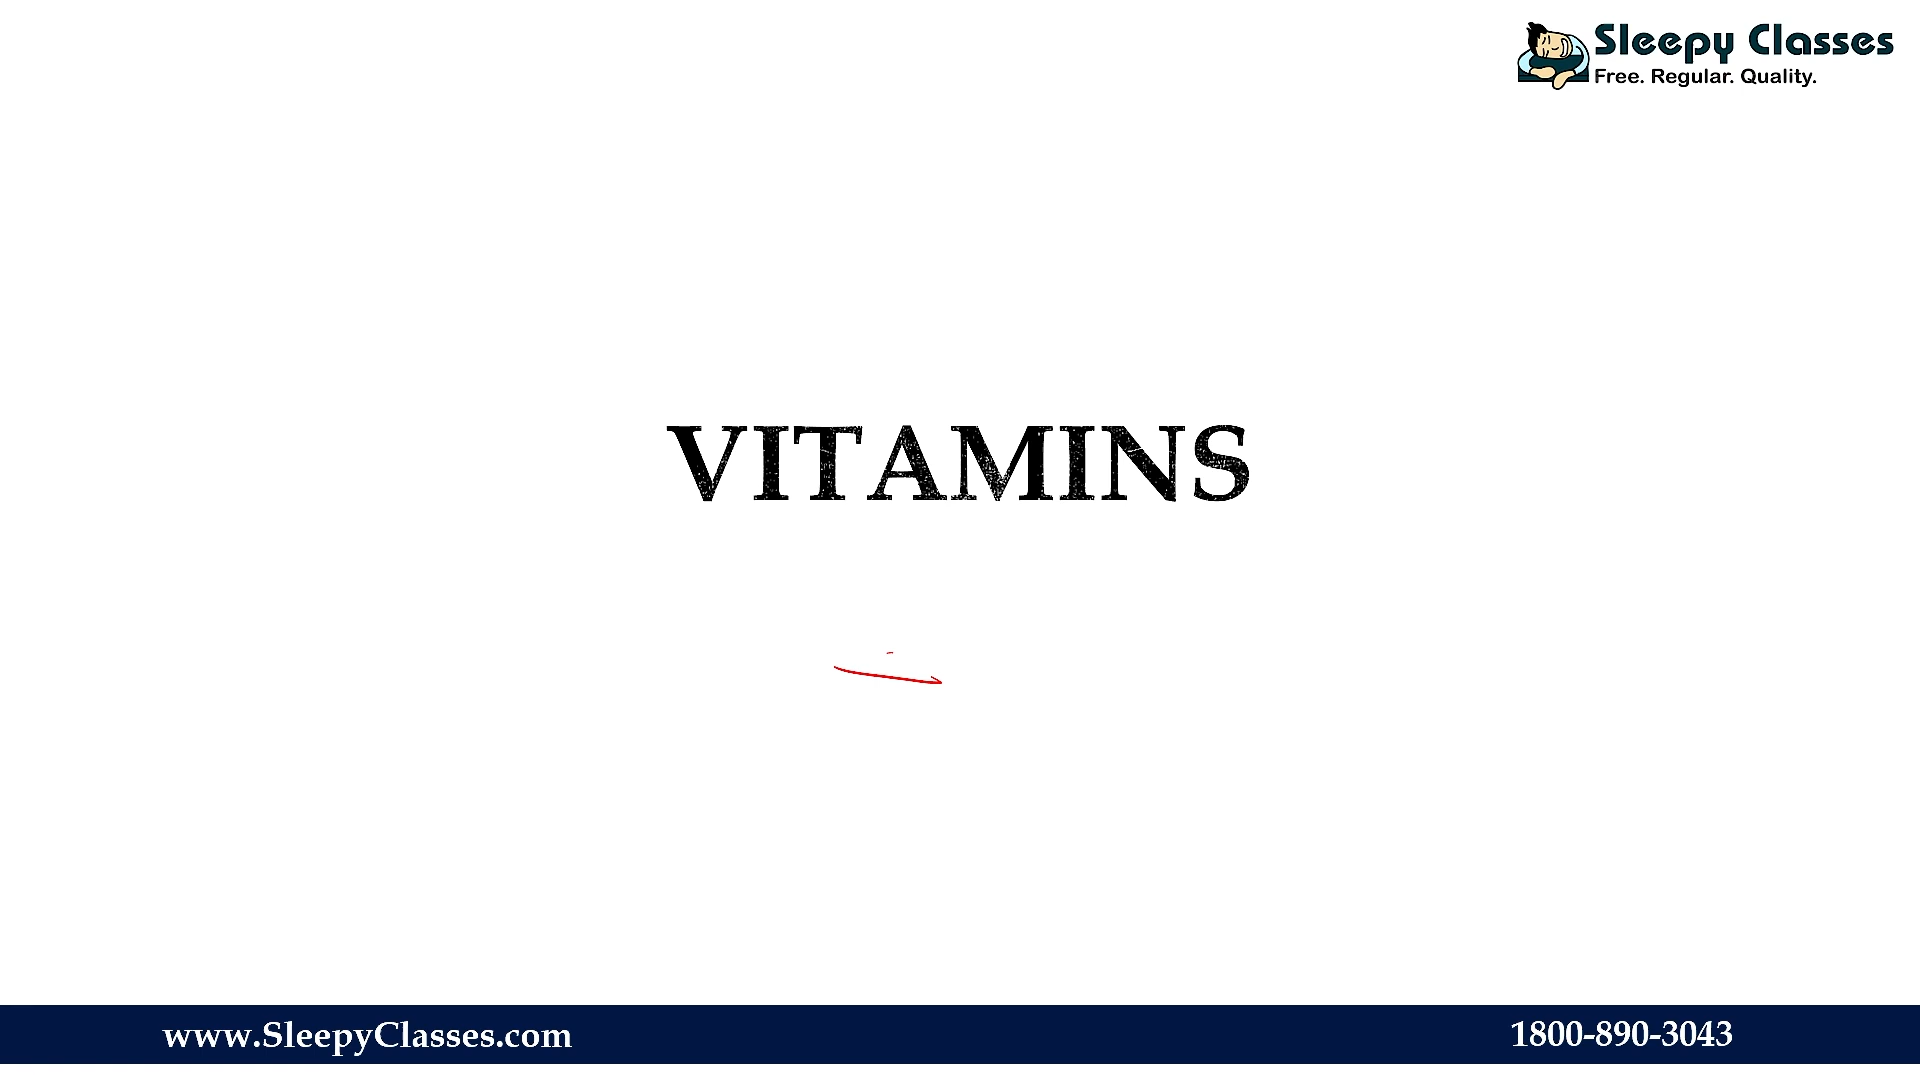 Sleepy Classes
Free. Regular. Quality.
VITAMINS
www.SleepyClasses.com
1800-890-3043